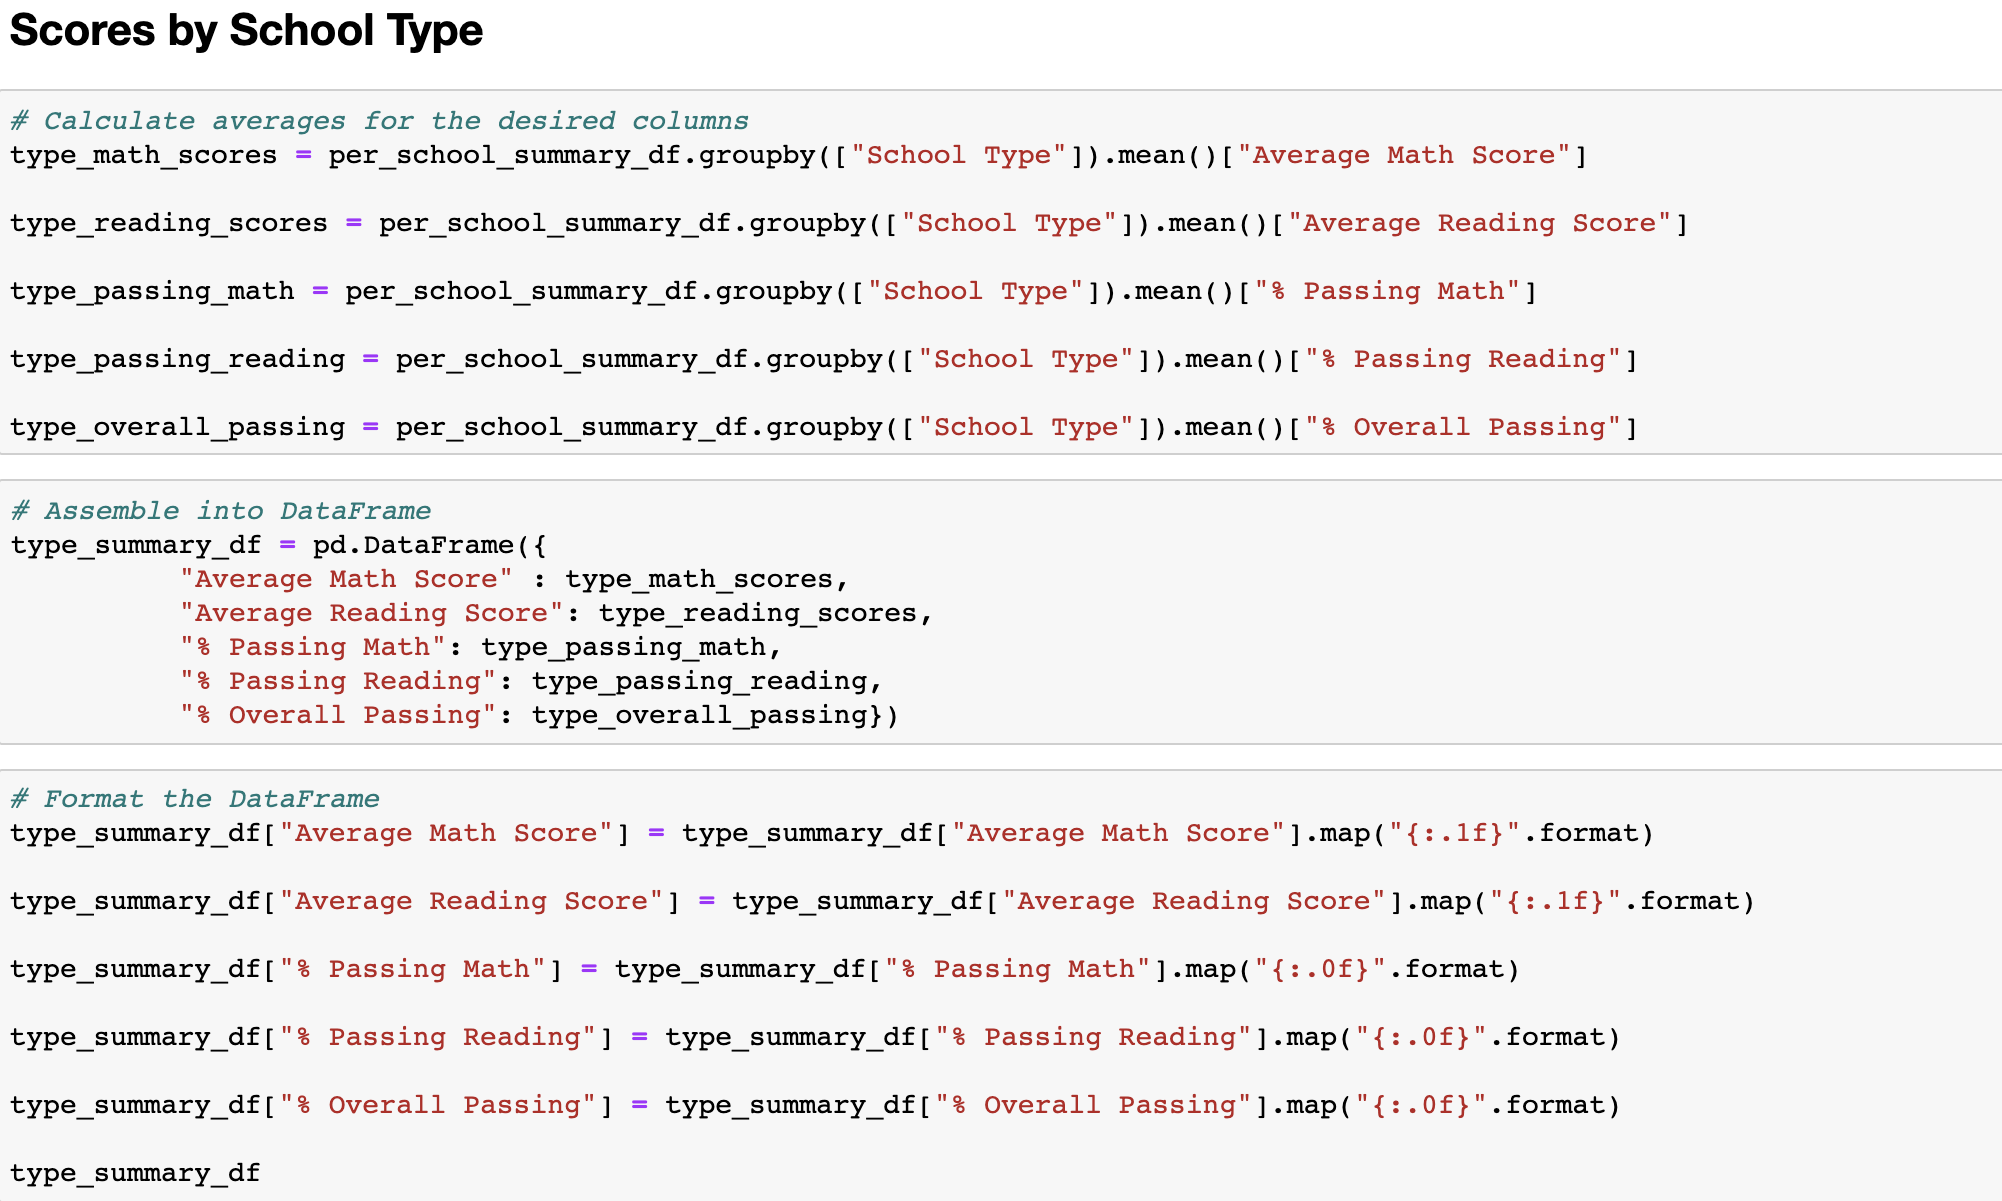 Scores by School Type
# Calculate averages for the desired columns
type_math_scores = per_school_summary_df.groupby(["School Type"]).mean()["Average Math Score"]
type_reading_scores = per_school_summary_df.groupby(["School Type"]).mean()["Average Reading Score"]
type_passing_math = per_school_summary_df.groupby(["School Type"]).mean()["% Passing Math"]
type_passing_reading = per_school_summary_df.groupby(["School Type"]).mean()["% Passing Reading"]
type_overall_passing = per_school_summary_df.groupby(["School Type"]).mean()["% Overall Passing"]
# Assemble into DataFrame
type_summary_df = pd.DataFrame({
          "Average Math Score" : type_math_scores,
          "Average Reading Score": type_reading_scores,
          "% Passing Math": type_passing_math,
          "% Passing Reading": type_passing_reading,
          "% Overall Passing": type_overall_passing})
# Format the DataFrame
type_summary_df["Average Math Score"] = type_summary_df["Average Math Score"].map("{:.1f}".format)
type_summary_df["Average Reading Score"] = type_summary_df["Average Reading Score"].map("{:.1f}".format)
type_summary_df["% Passing Math"] = type_summary_df["% Passing Math"].map("{:.0f}".format)
type_summary_df["% Passing Reading"] = type_summary_df["% Passing Reading"].map("{:.0f}".format)
type_summary_df["% Overall Passing"] = type_summary_df["% Overall Passing"].map("{:.0f}".format)
type_summary_df